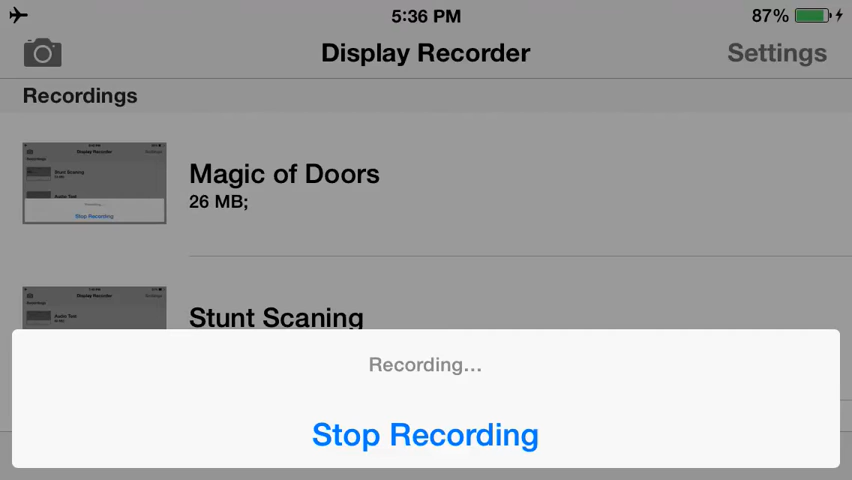 5:36 PM
87%
Display Recorder
Settings
Recordings
Magic of Doors
26 MB;
Stunt Scaning
Recording...
Stop Recording